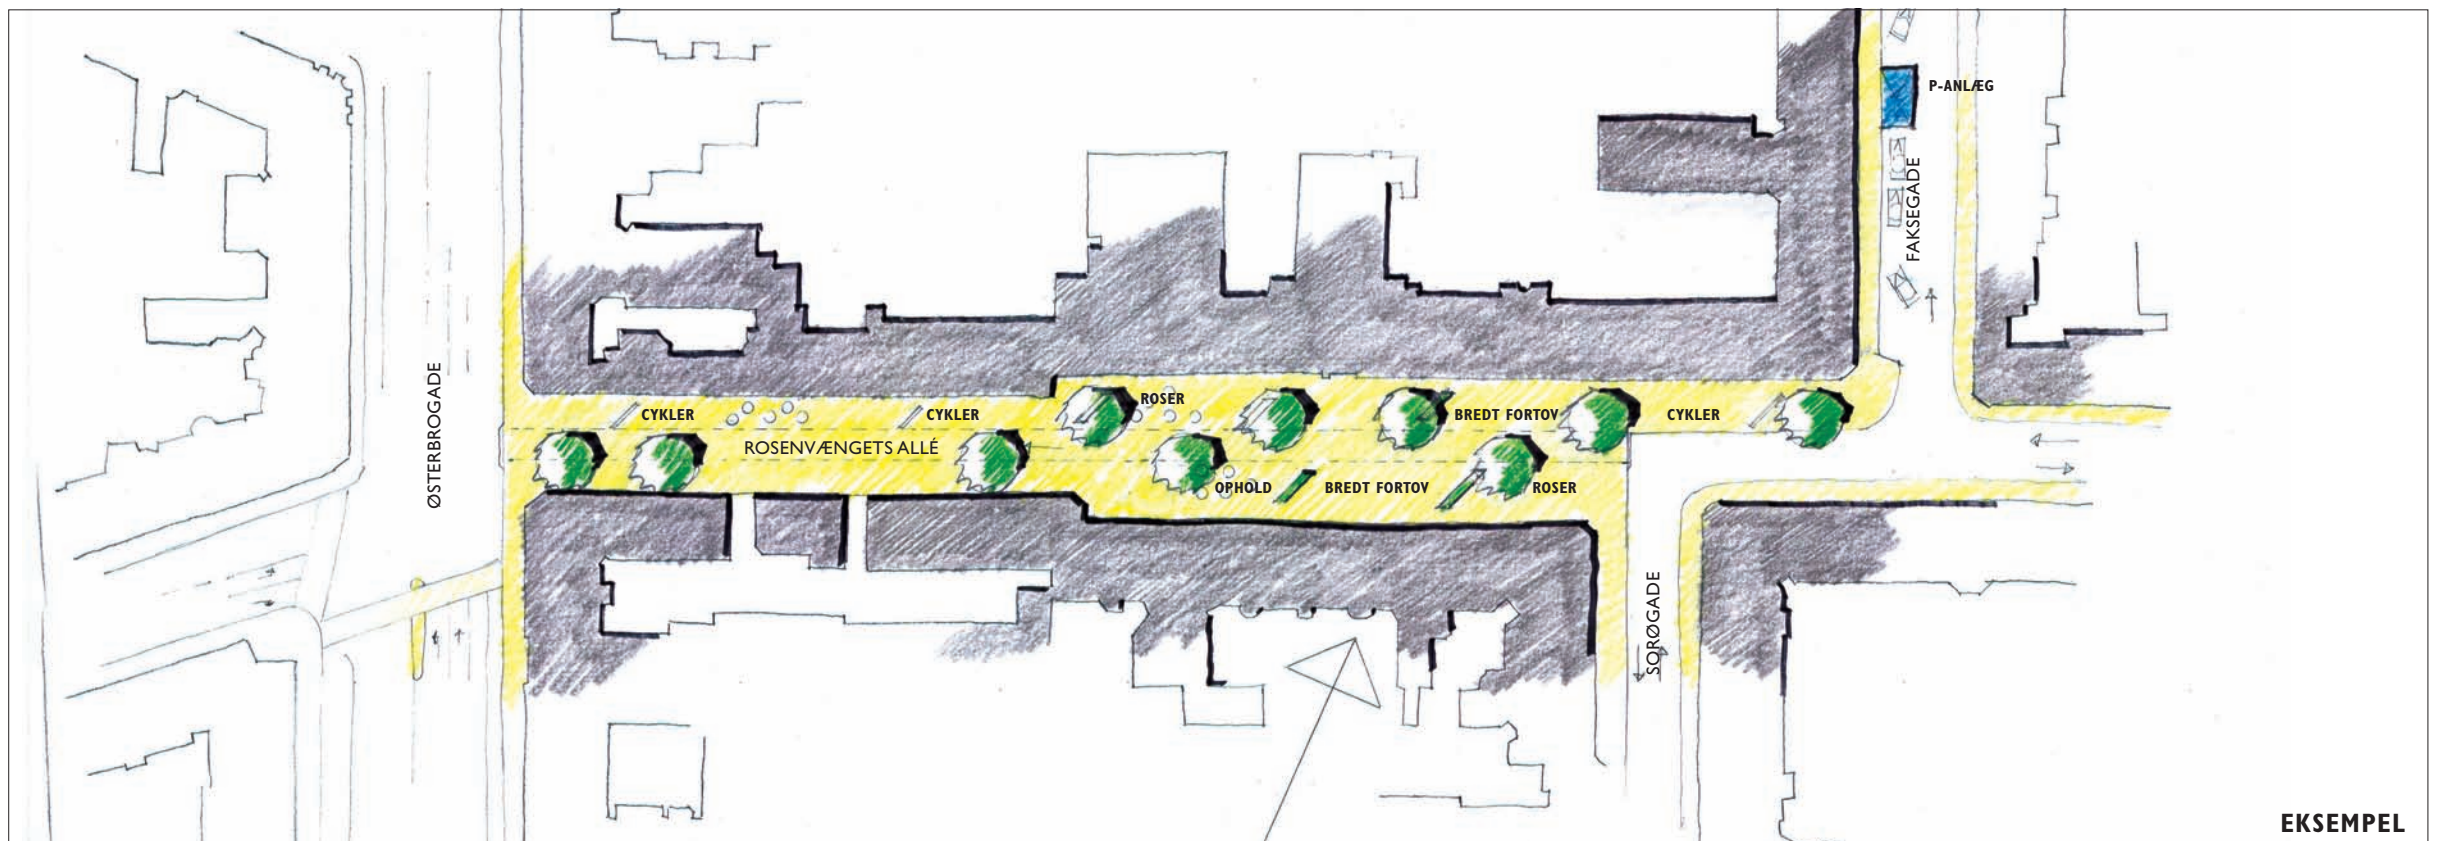 P-ANLÆG
FAKSEGADE
ØSTERBROGADE
CYKLER
CYKLER
ROSER
BREDT FORTOV
CYKLER
ROSENVÆNGETS ALLÉ
OPHOLD
BREDT FORTOV
ROSER
SORØGADE
EKSEMPEL